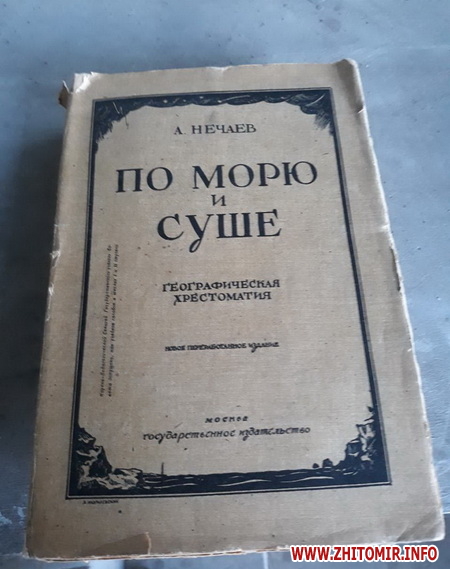 А. НЕЧАЕВ
ПО МОРЮ
И
СУШЕ
ГЕОГРАФИЧЕСКАЯ
ХРЕСТОМАТИЯ
НОВОЕ ПЕРЕРАБОТАННОЕ ИЗДАНИЕ
МОСКВА
ГОСУДАРСТВЕННОЕ ИЗДАТЕЛЬСТВО
WWW.ZHITOMIR.INFO